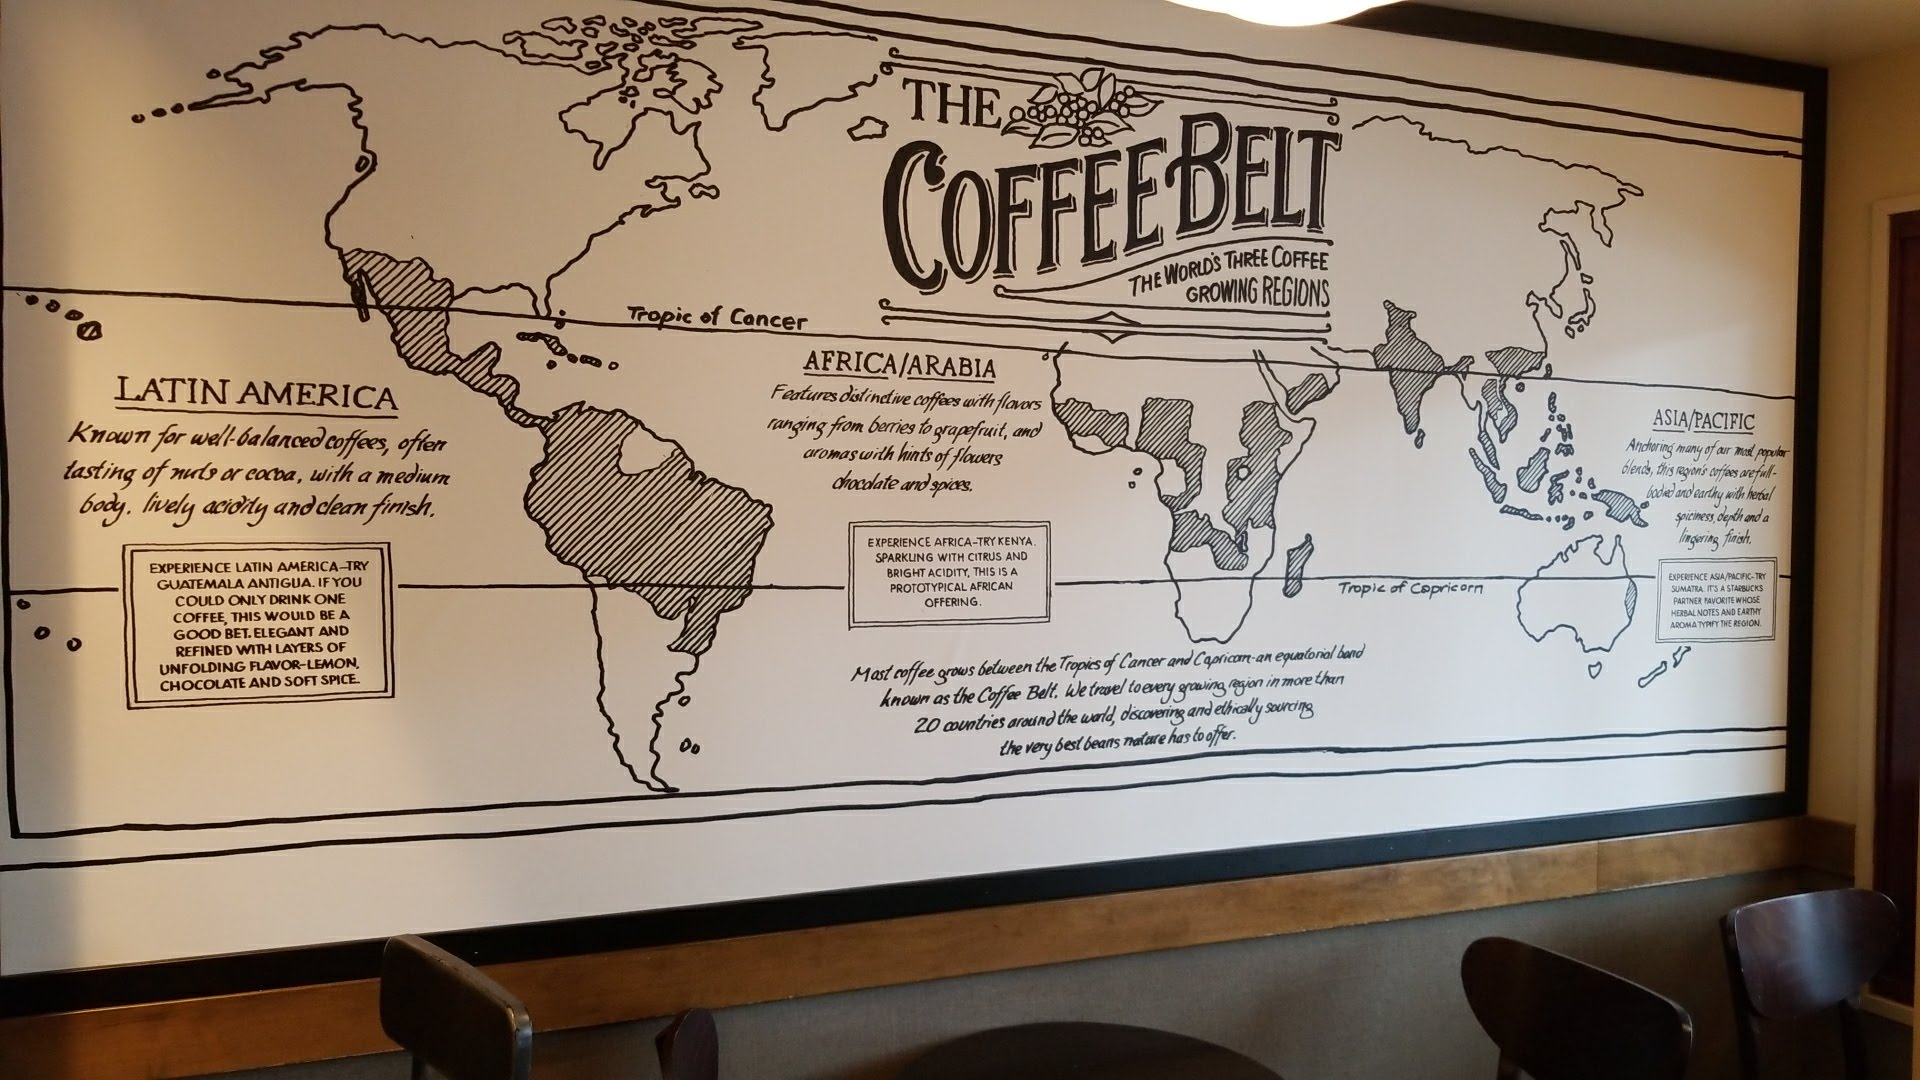 THE
COFFEE BELT
THE WORLD'S THREE COFFEE
GROWING REGIONS
Tropic of Cancer
LATIN AMERICA
Known for well-balanced coffees, often
tasting of nuts or cocoa, with a medium
body, lively acidity and clean finish.
EXPERIENCE LATIN AMERICA–TRY
GUATEMALA ANTIGUA. IF YOU
COULD ONLY DRINK ONE
COFFEE, THIS WOULD BE A
GOOD BET. ELEGANT AND
REFINED WITH LAYERS OF
UNFOLDING FLAVOR–LEMON,
CHOCOLATE AND SOFT SPICE.
AFRICA/ARABIA
Features distinctive coffees with flavors
ranging from berries to grapefruit, and
aromas with hints of flowers
chocolate and spices.
EXPERIENCE AFRICA–TRY KENYA.
SPARKLING WITH CITRUS AND
BRIGHT ACIDITY, THIS IS A
PROTOTYPICAL AFRICAN
OFFERING.
ASIA/PACIFIC
Anchoring many of our most popular
blends, this region's coffees are full-
bodied and earthy with herbal
spiciness, depth and a
lingering finish.
EXPERIENCE ASIA/PACIFIC–TRY
SUMATRA. IT'S A STARBUCKS
PARTNER FAVORITE WHOSE
HERBAL NOTES AND EARTHY
AROMA TYPIFY THE REGION.
Tropic of Capricorn
Most coffee grows between the Tropics of Cancer and Capricorn–an equatorial band
known as the Coffee Belt. We travel to every growing region in more than
20 countries around the world, discovering and ethically sourcing
the very best beans nature has to offer.